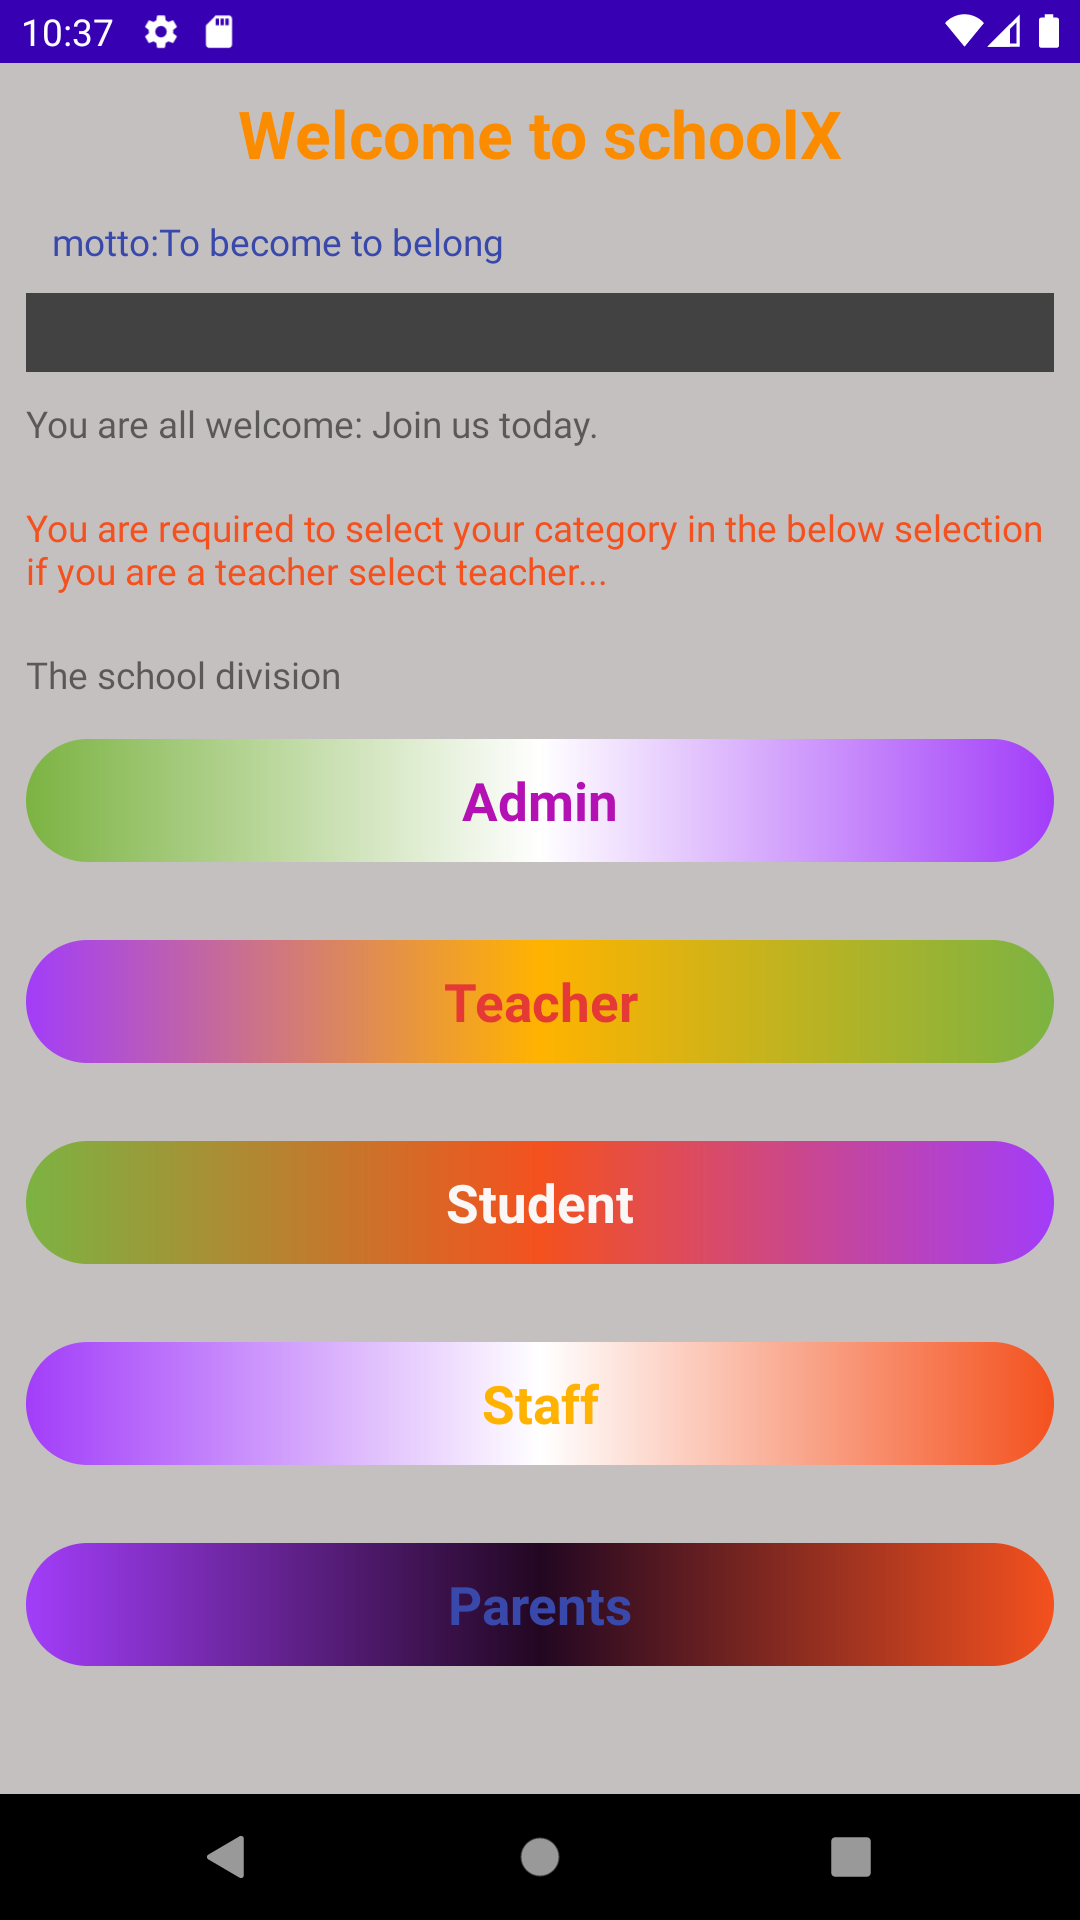 10:37
Welcome to schoolX
motto:To become to belong
You are all welcome: Join us today.
You are required to select your category in the below selection
if you are a teacher select teacher...
The school division
Admin
Teacher
Student
Staff
Parents